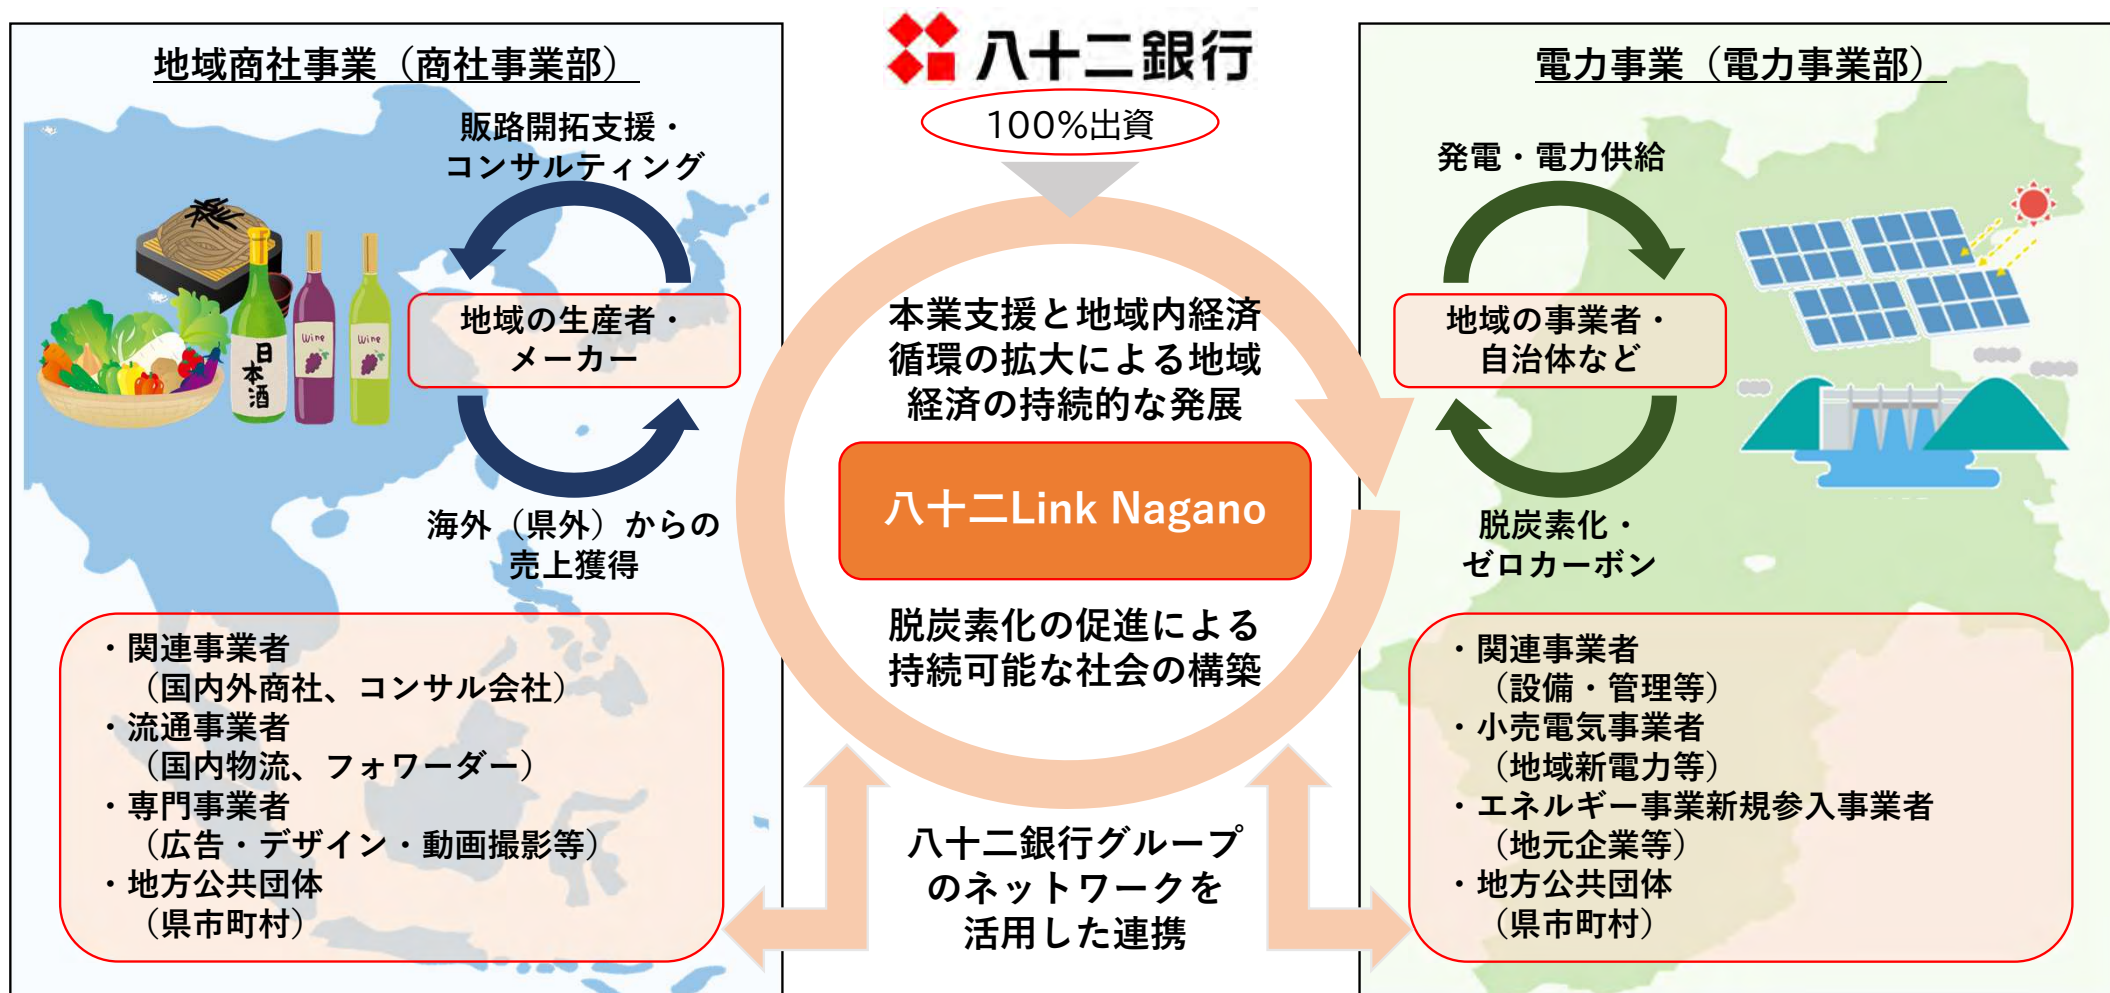 地域商社事業（商社事業部）
販路開拓支援・
コンサルティング
日本酒
Wine
Wine
地域の生産者・
メーカー
海外（県外）からの
売上獲得
・関連事業者
（国内外商社、コンサル会社）
・流通事業者
（国内物流、フォワーダー）
・専門事業者
（広告・デザイン・動画撮影等）
・地方公共団体
（県市町村）
八十二銀行
100%出資
本業支援と地域内経済
循環の拡大による地域
経済の持続的な発展
八十二Link Nagano
脱炭素化の促進による
持続可能な社会の構築
八十二銀行グループ
のネットワークを
活用した連携
電力事業（電力事業部）
発電・電力供給
地域の事業者・
自治体など
脱炭素化・
ゼロカーボン
・関連事業者
（設備・管理等）
・小売電気事業者
（地域新電力等）
・エネルギー事業新規参入事業者
（地元企業等）
・地方公共団体
（県市町村）